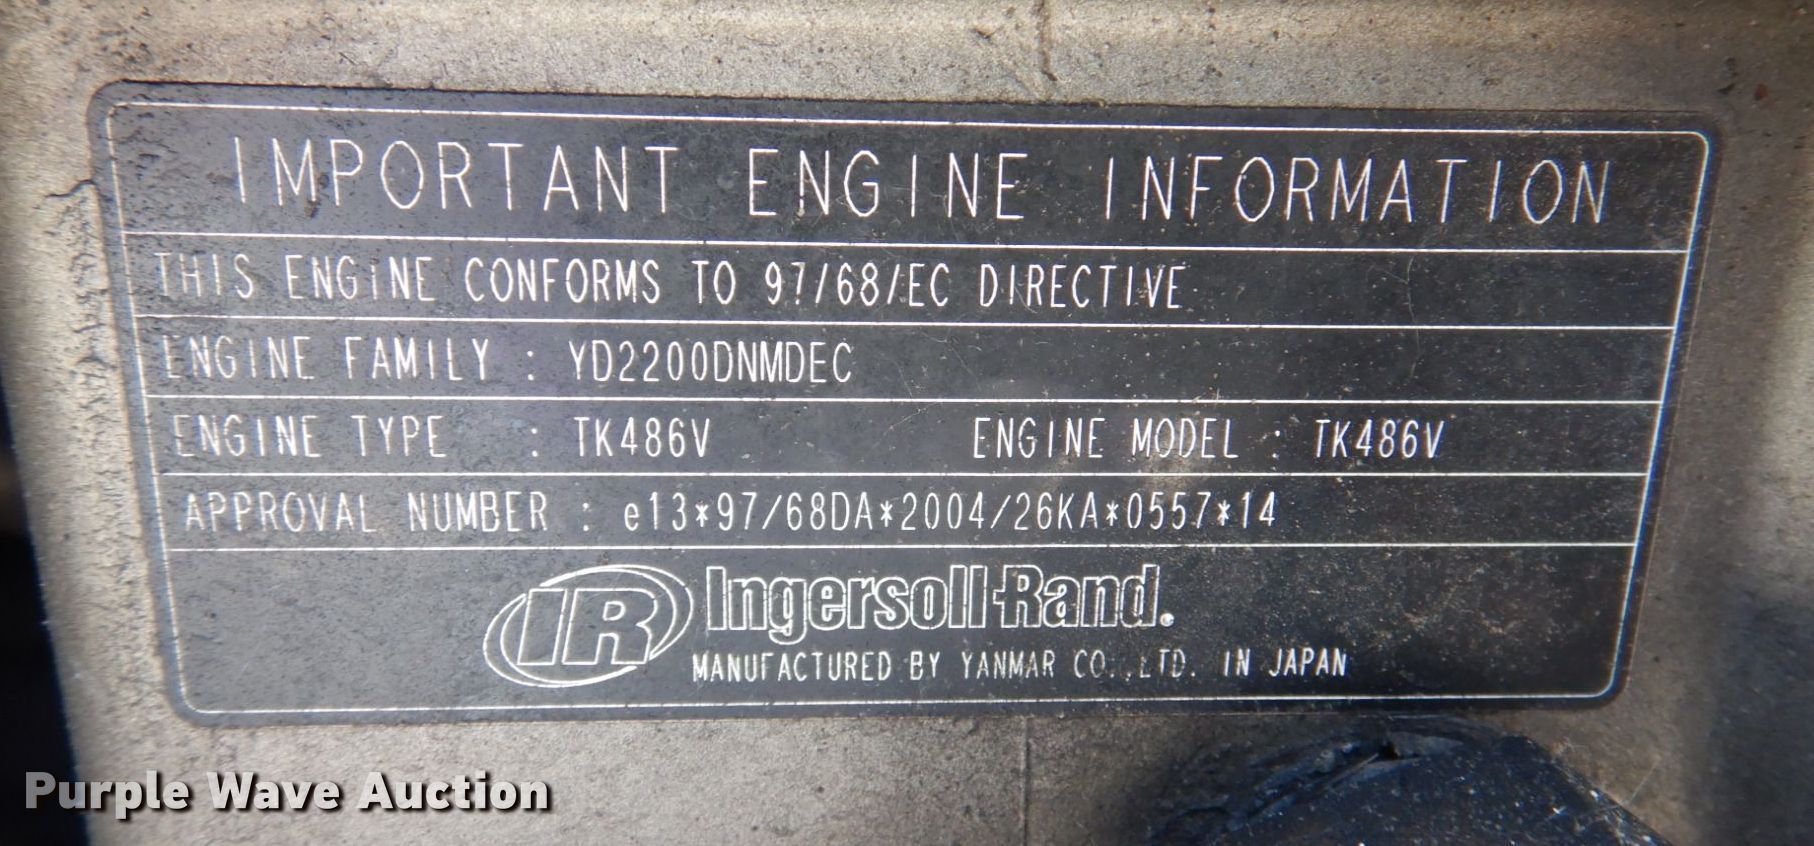 IMPORTANT ENGINE INFORMATION
THIS ENGINE CONFORMS TO 97/68/EC DIRECTIVE
ENGINE FAMILY : YD2200DNMDEC
ENGINE TYPE : TK486V ENGINE MODEL : TK486V
APPROVAL NUMBER : e13*97/68DA*2004/26KA*0557*14
IR Ingersoll-Rand.
MANUFACTURED BY YANMAR CO.,LTD. IN JAPAN
Purple Wave Auction